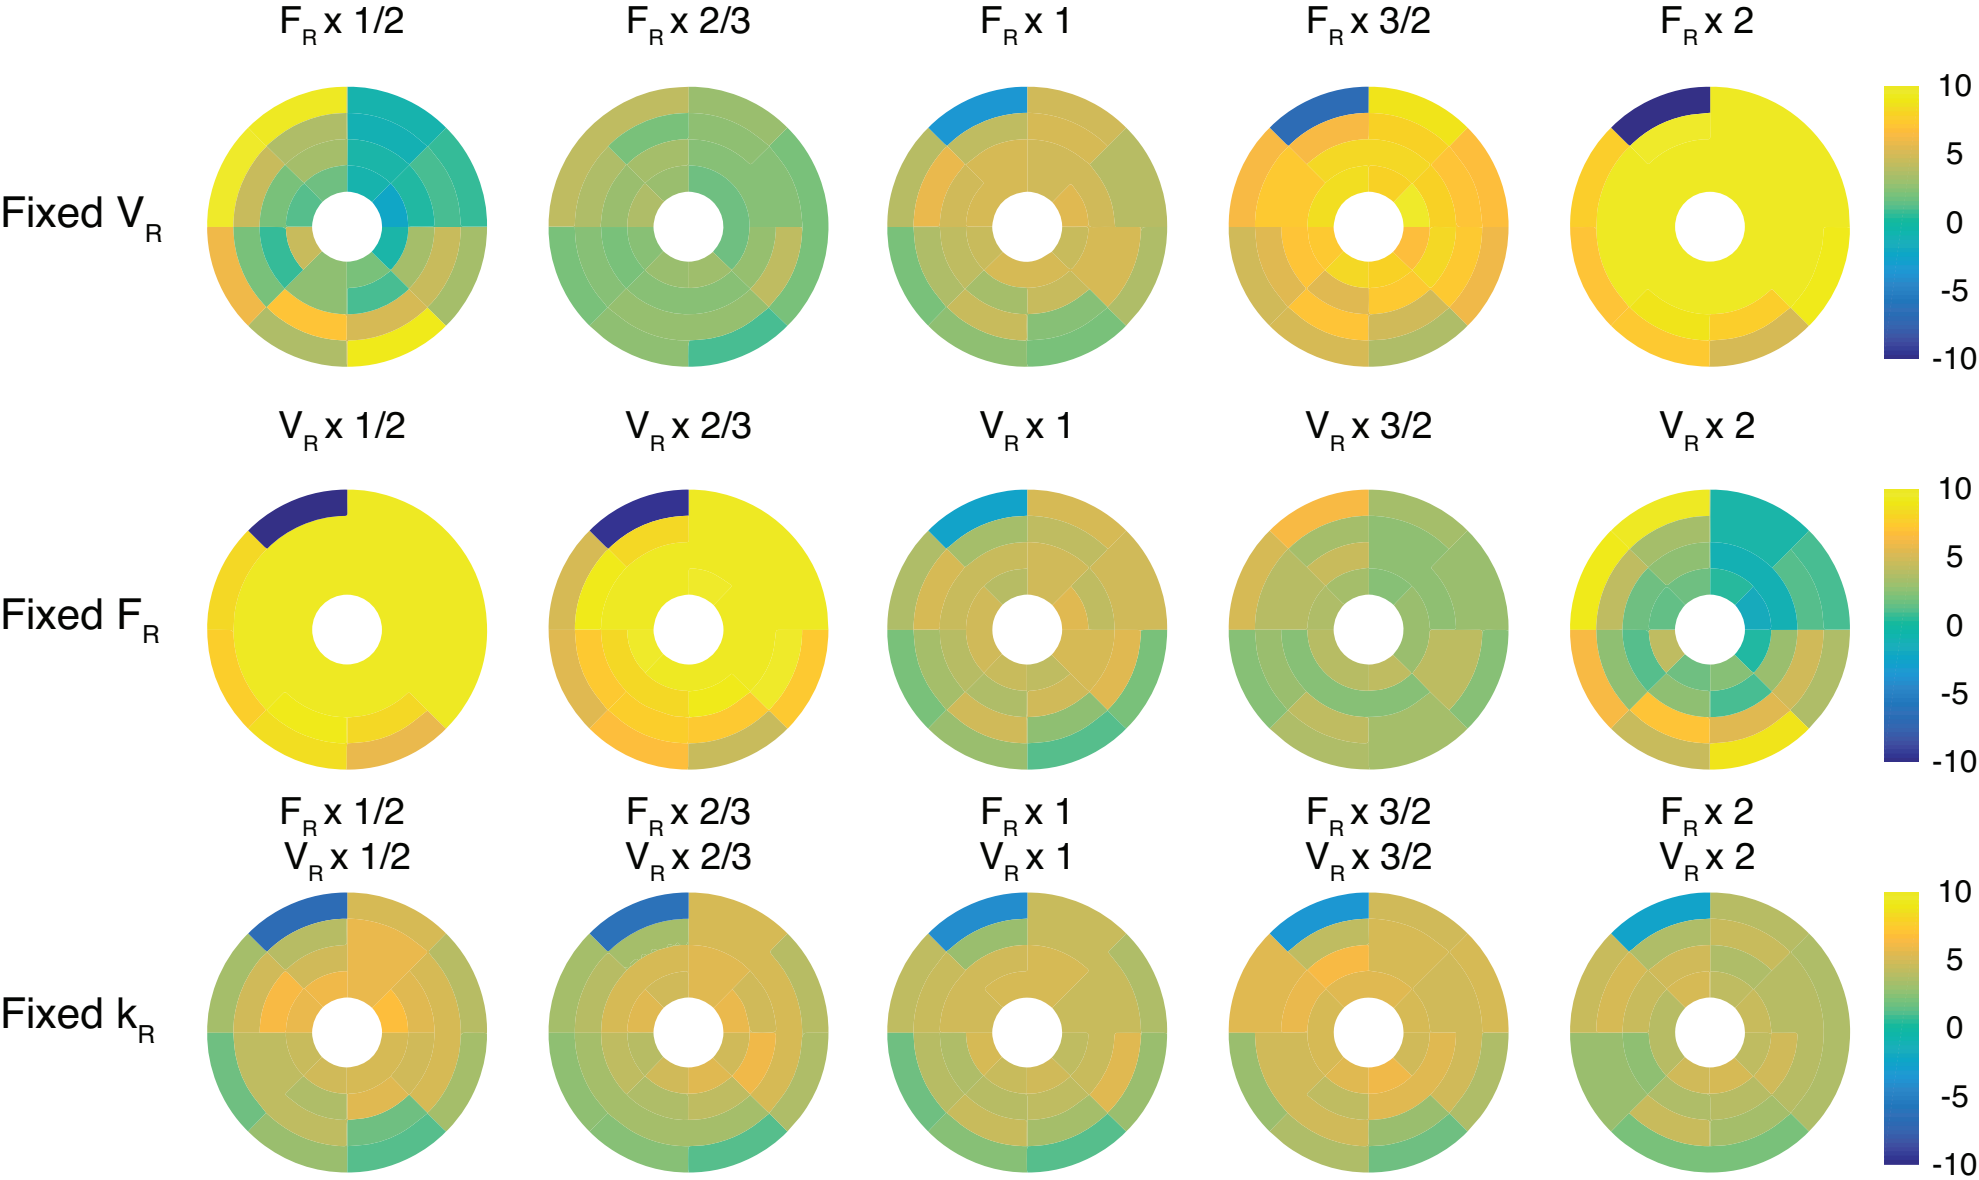 F_R x 1/2 F_R x 2/3 F_R x 1 F_R x 3/2 F_R x 2
Fixed V_R
10
5
0
-5
-10
V_R x 1/2 V_R x 2/3 V_R x 1 V_R x 3/2 V_R x 2
Fixed F_R
10
5
0
-5
-10
F_R x 1/2 F_R x 2/3 F_R x 1 F_R x 3/2 F_R x 2
V_R x 1/2 V_R x 2/3 V_R x 1 V_R x 3/2 V_R x 2
Fixed k_R
10
5
0
-5
-10